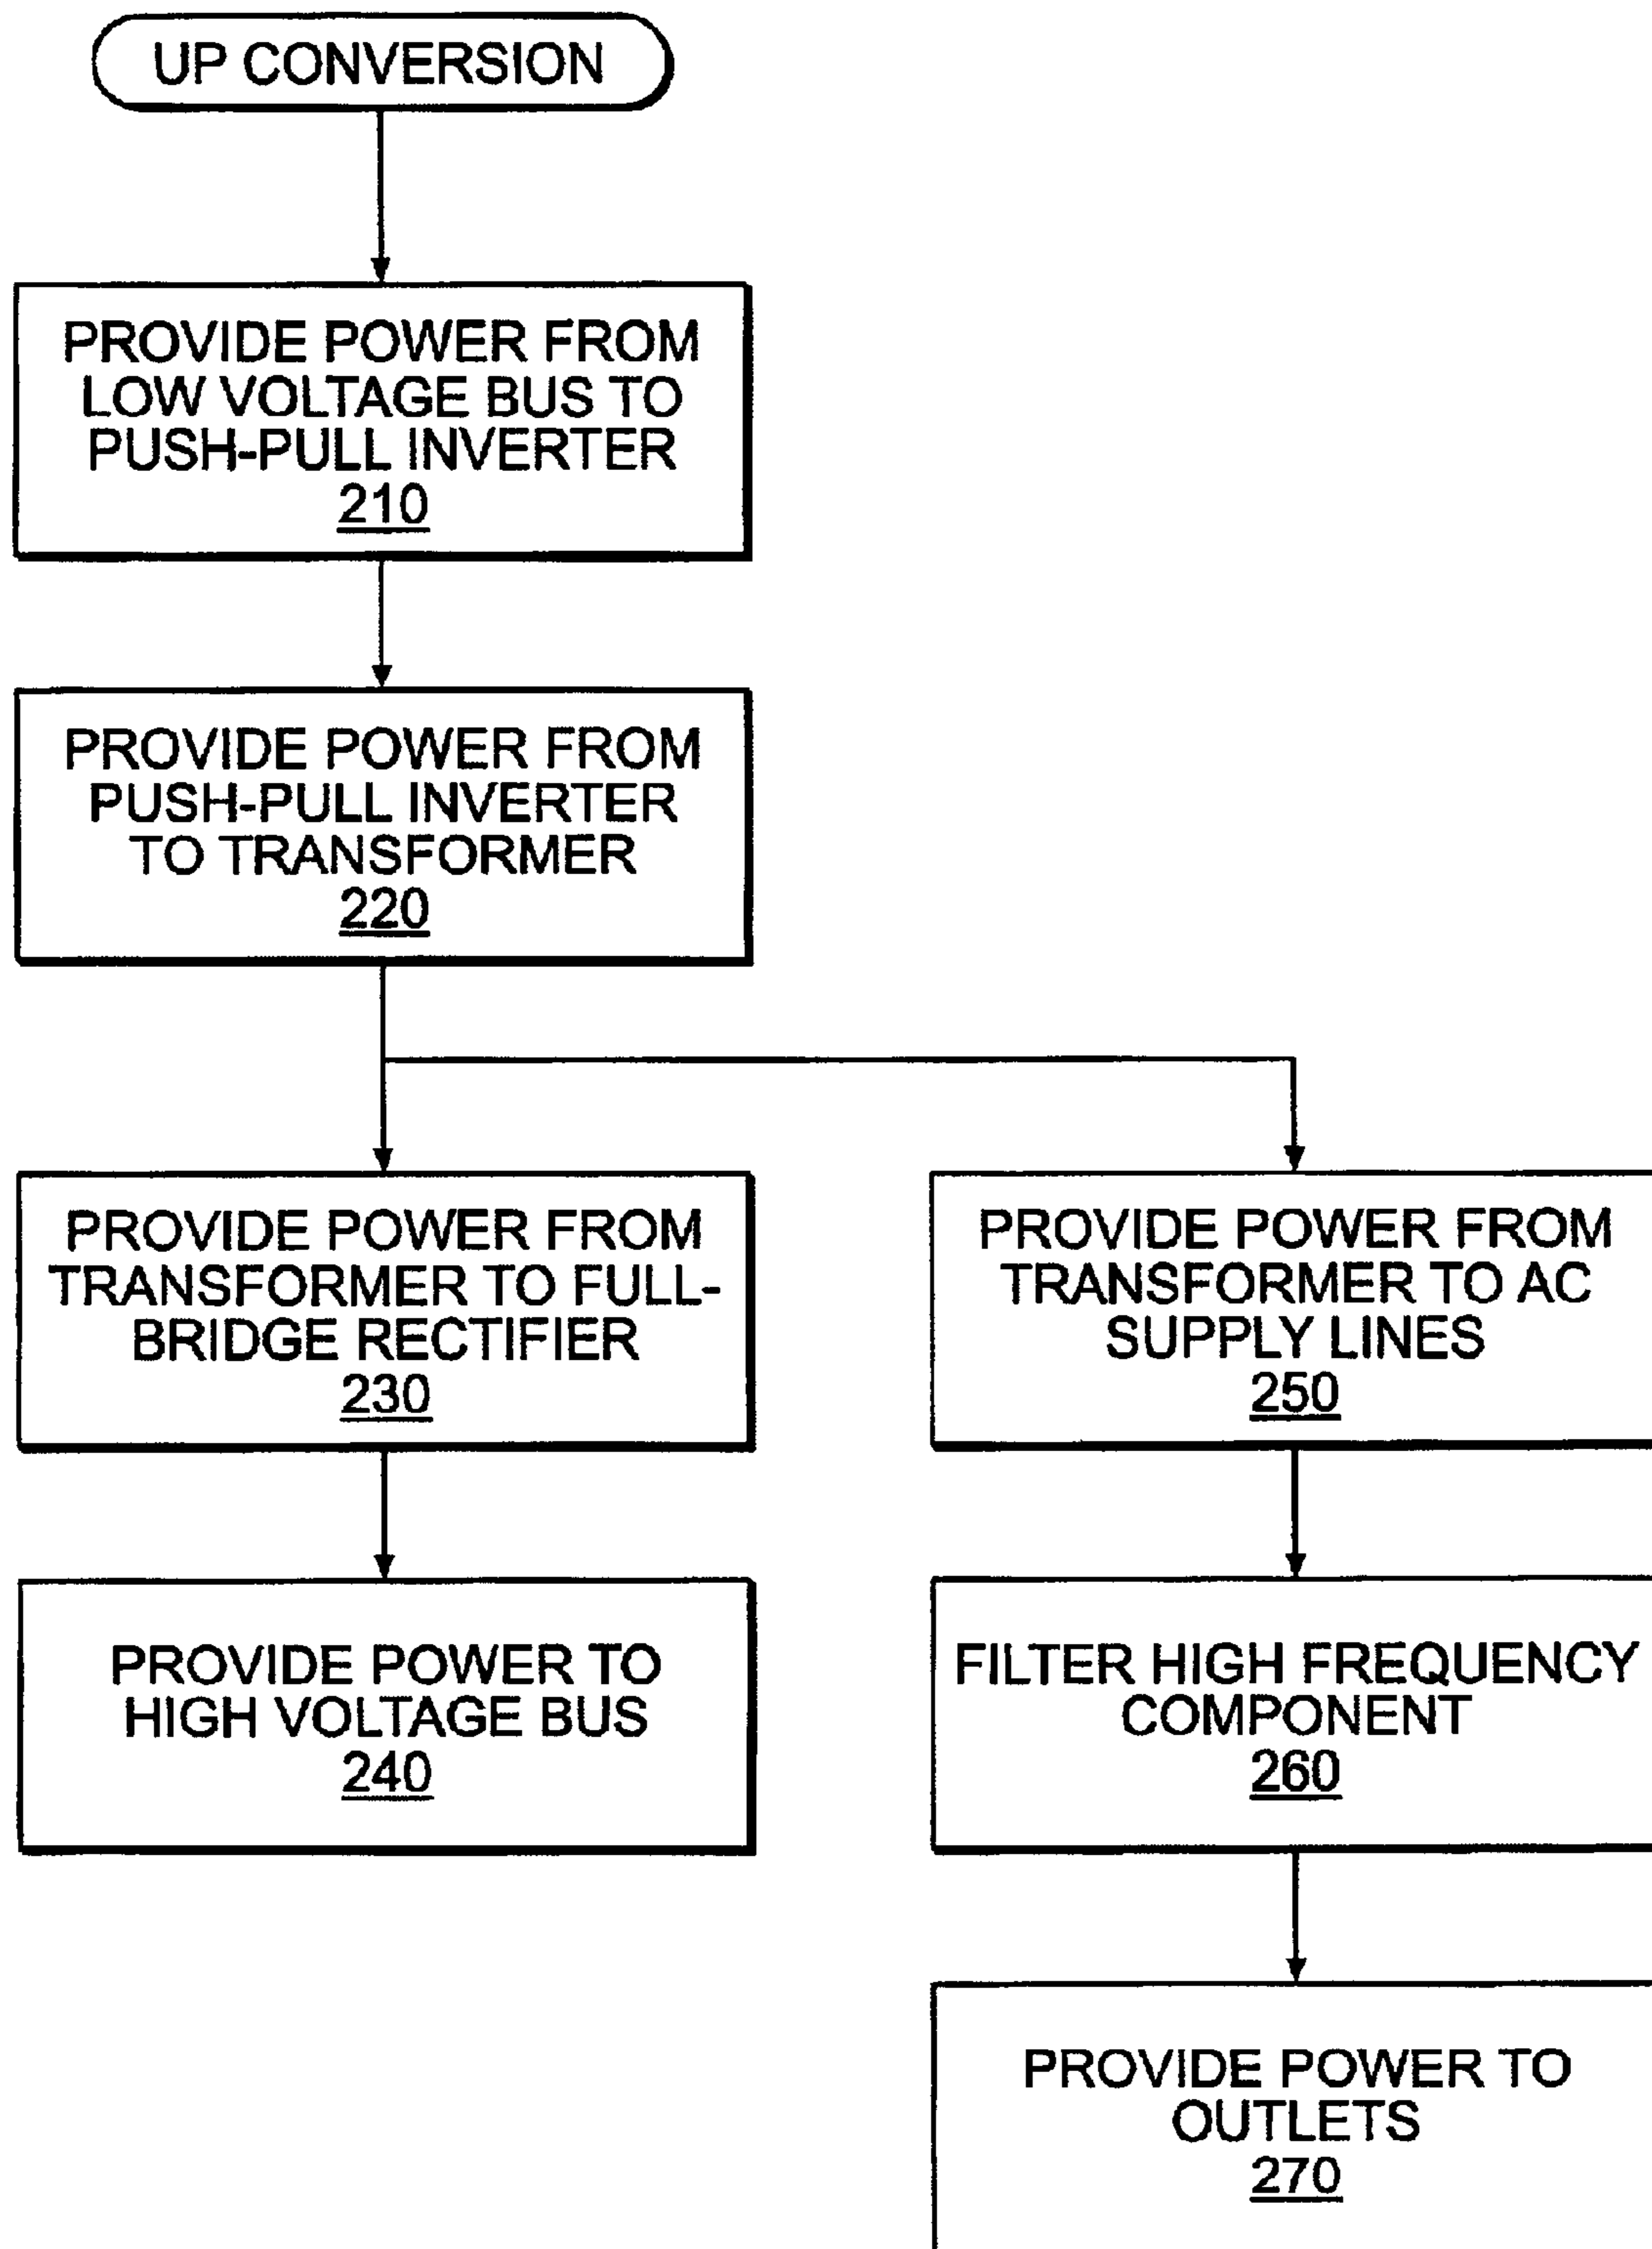 UP CONVERSION
PROVIDE POWER FROM
LOW VOLTAGE BUS TO
PUSH-PULL INVERTER
210
PROVIDE POWER FROM
PUSH-PULL INVERTER
TO TRANSFORMER
220
PROVIDE POWER FROM
TRANSFORMER TO FULL-
BRIDGE RECTIFIER
230
PROVIDE POWER TO
HIGH VOLTAGE BUS
240
PROVIDE POWER FROM
TRANSFORMER TO AC
SUPPLY LINES
250
FILTER HIGH FREQUENCY
COMPONENT
260
PROVIDE POWER TO
OUTLETS
270